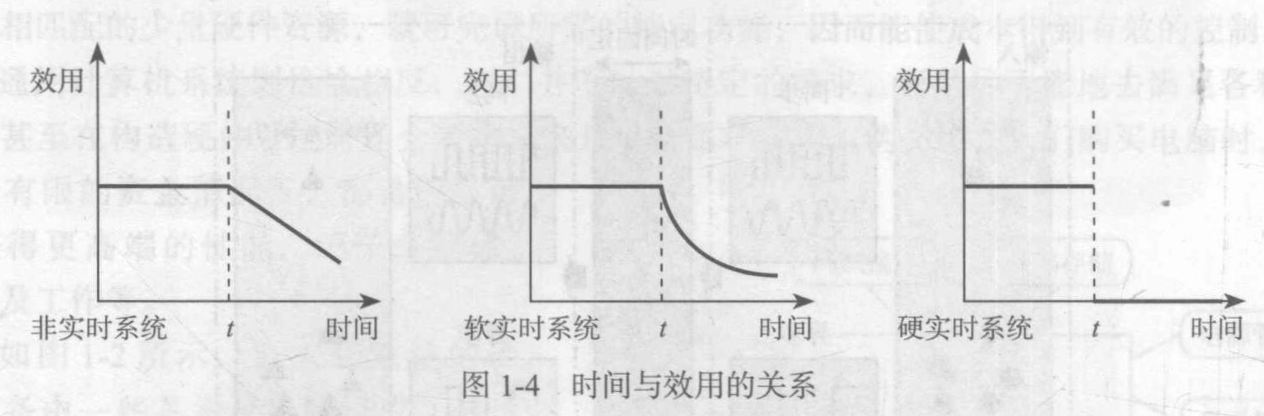 效用
效用
效用
非实时系统 t 时间
软实时系统 t 时间
硬实时系统 t 时间
图 1-4 时间与效用的关系